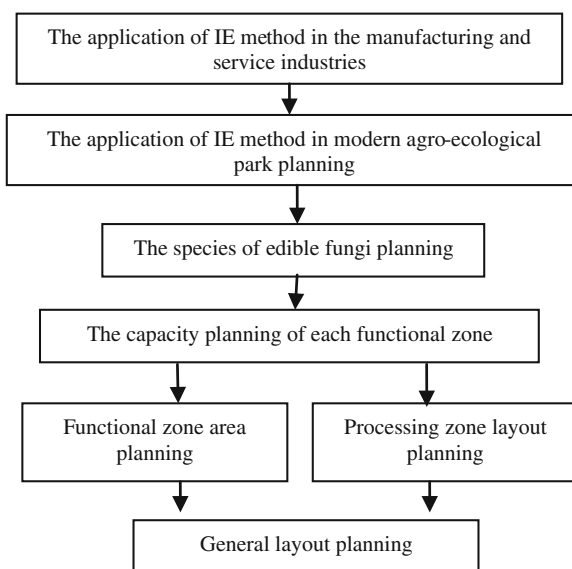 The application of IE method in the manufacturing and
service industries
The application of IE method in modern agro-ecological
park planning
The species of edible fungi planning
The capacity planning of each functional zone
Functional zone area
planning
Processing zone layout
planning
General layout planning